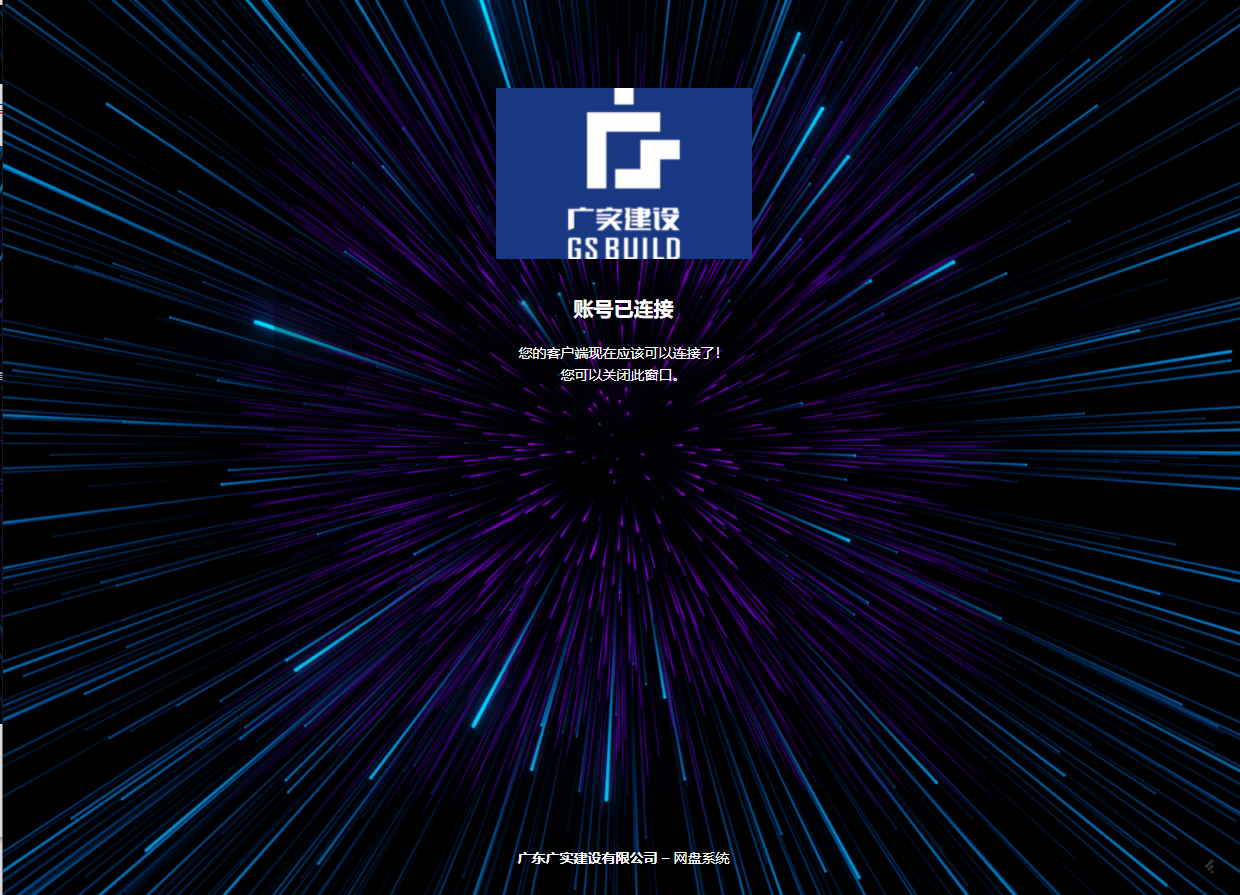 广实建设
GS BUILD
账号已连接
您的客户端现在应该可以连接了!
您可以关闭此窗口。
广东广实建设有限公司 – 网盘系统